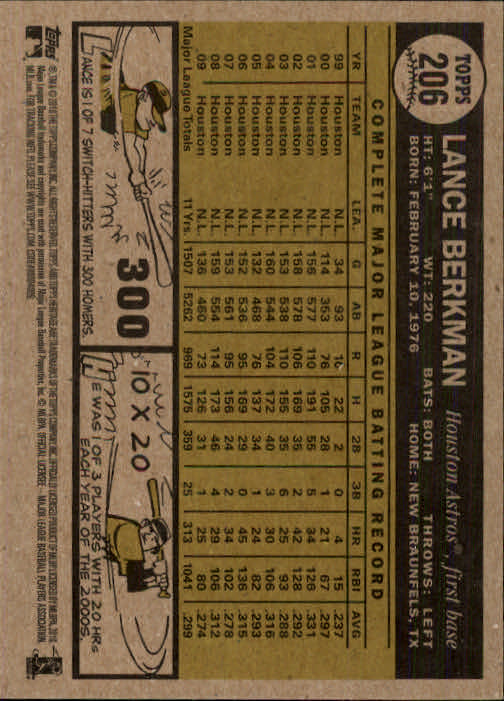 TOPPS
206
LANCE BERKMAN Houston Astros®, first base
HT: 6'1" WT: 220 BATS: BOTH THROWS: LEFT
BORN: FEBRUARY 10, 1976 HOME: NEW BRAUNFELS, TX
COMPLETE MAJOR LEAGUE BATTING RECORD
YR TEAM LEA. G AB R H 2B 3B HR RBI AVG
99 Houston N.L. 34 93 10 22 2 0 4 15 .237
00 Houston N.L. 114 353 76 105 28 1 21 67 .297
01 Houston N.L. 156 577 110 191 55 5 34 126 .331
02 Houston N.L. 158 578 106 169 35 2 42 128 .292
03 Houston N.L. 153 538 110 155 35 6 25 93 .288
04 Houston N.L. 160 544 104 172 40 3 30 106 .316
05 Houston N.L. 132 468 76 137 34 1 24 82 .293
06 Houston N.L. 152 536 95 169 29 0 45 136 .315
07 Houston N.L. 153 561 95 156 24 2 34 102 .278
08 Houston N.L. 159 554 114 173 46 4 29 106 .312
09 Houston N.L. 136 460 73 126 31 1 25 80 .274
Major League Totals 11 Yrs. 1507 5262 969 1575 359 25 313 1041 .299
300
LANCE IS 1 OF 7 SWITCH-HITTERS WITH 300 HOMERS.
10 X 20
HE WAS 1 OF 3 PLAYERS WITH 20 HRs
EACH YEAR OF THE 2000s.
TOPPS